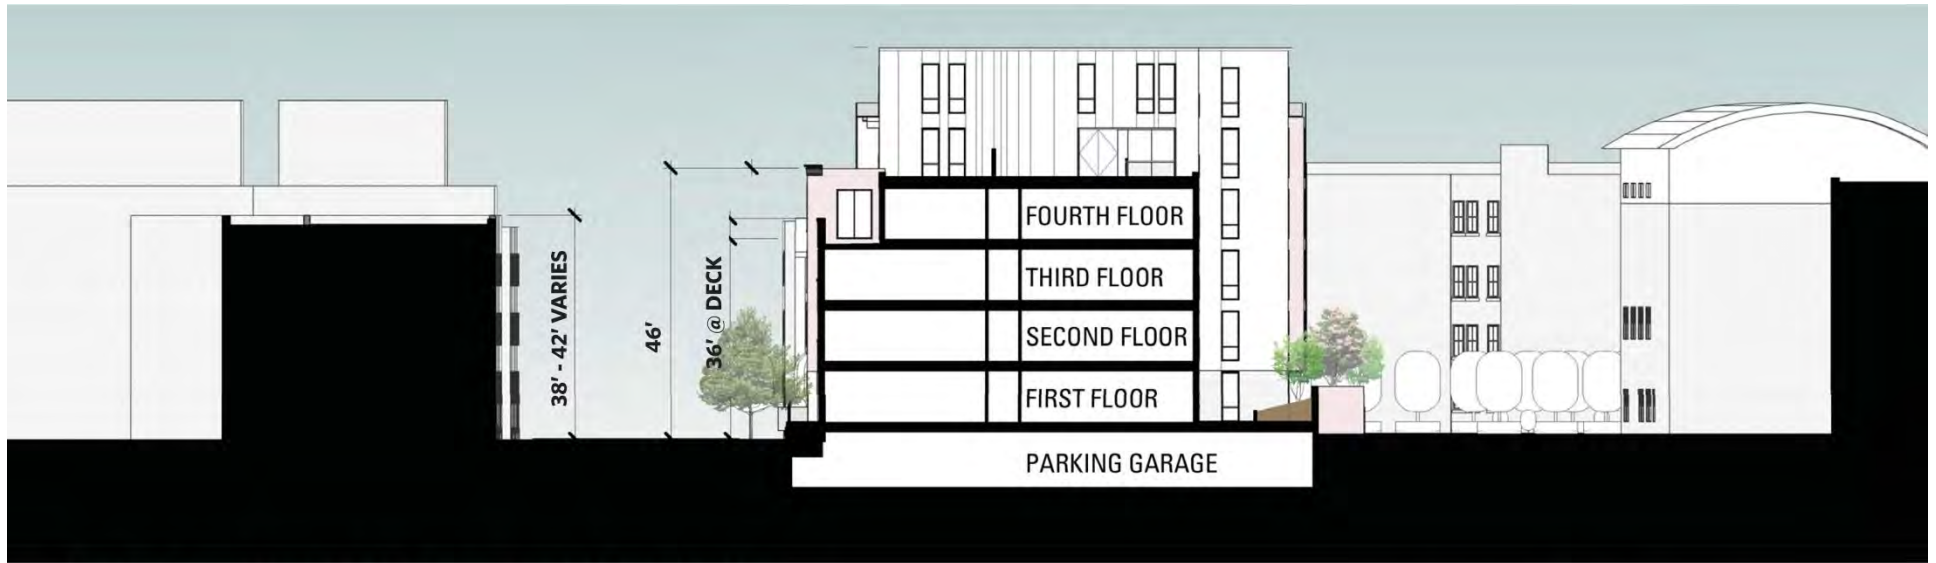 38' - 42' VARIES
46'
36' @ DECK
FOURTH FLOOR
THIRD FLOOR
SECOND FLOOR
FIRST FLOOR
PARKING GARAGE